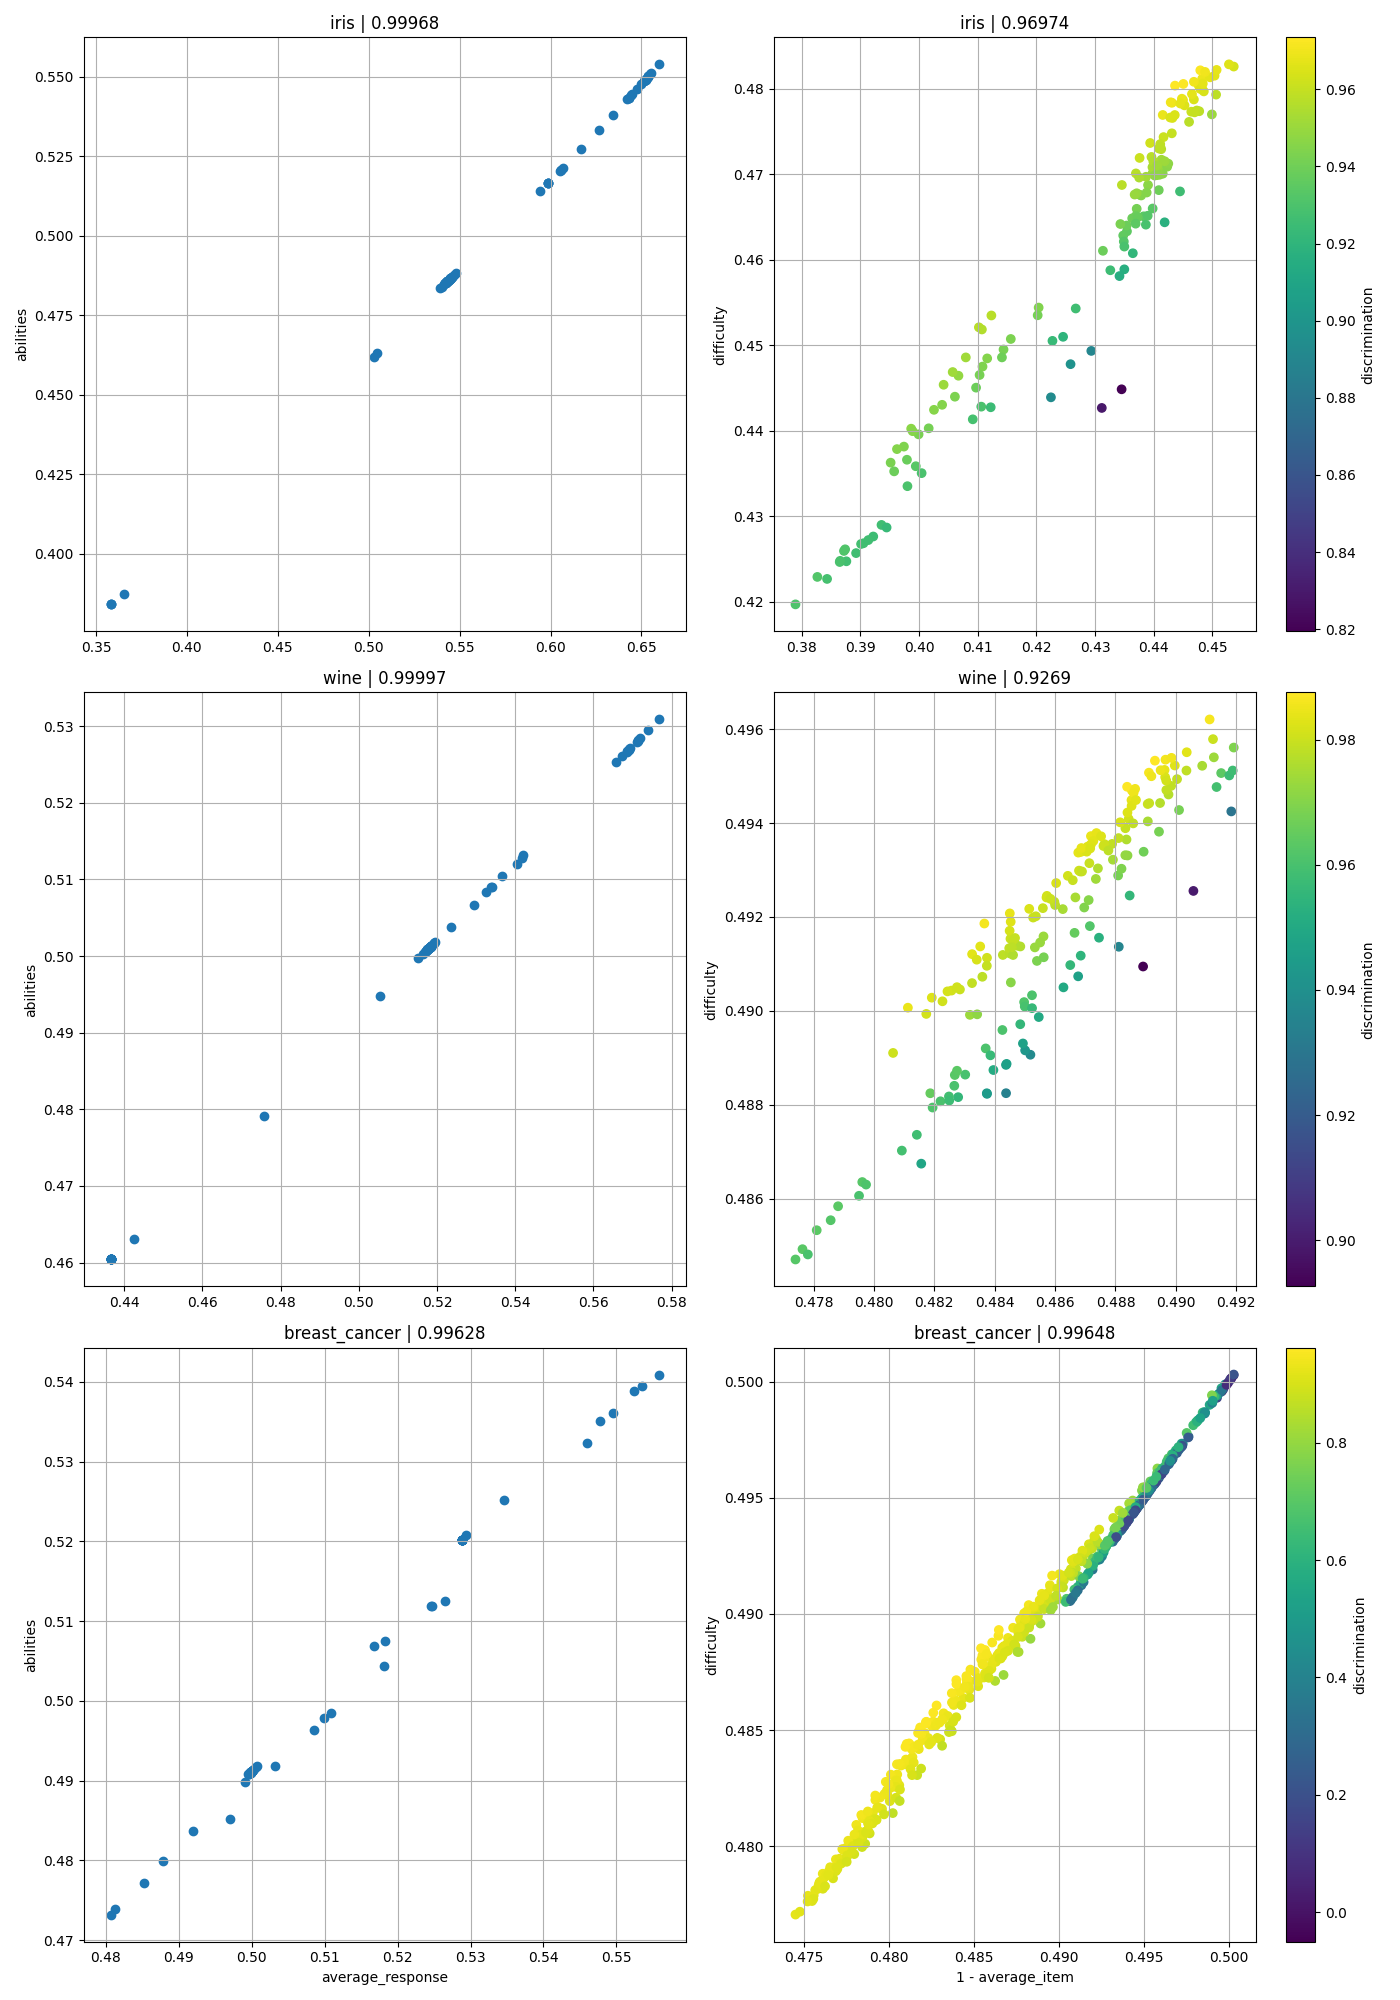 iris | 0.99968
abilities
0.550
0.525
0.500
0.475
0.450
0.425
0.400
0.35 0.40 0.45 0.50 0.55 0.60 0.65
iris | 0.96974
difficulty
0.48
0.47
0.46
0.45
0.44
0.43
0.42
0.38 0.39 0.40 0.41 0.42 0.43 0.44 0.45
0.96
0.94
0.92
0.90
0.88
0.86
0.84
0.82
discrimination
wine | 0.99997
abilities
0.53
0.52
0.51
0.50
0.49
0.48
0.47
0.46
0.44 0.46 0.48 0.50 0.52 0.54 0.56 0.58
wine | 0.9269
difficulty
0.496
0.494
0.492
0.490
0.488
0.486
0.478 0.480 0.482 0.484 0.486 0.488 0.490 0.492
0.98
0.96
0.94
0.92
0.90
discrimination
breast_cancer | 0.99628
abilities
0.54
0.53
0.52
0.51
0.50
0.49
0.48
0.47
0.48 0.49 0.50 0.51 0.52 0.53 0.54 0.55
average_response
breast_cancer | 0.99648
difficulty
0.500
0.495
0.490
0.485
0.480
0.475 0.480 0.485 0.490 0.495 0.500
1 - average_item
0.8
0.6
0.4
0.2
0.0
discrimination